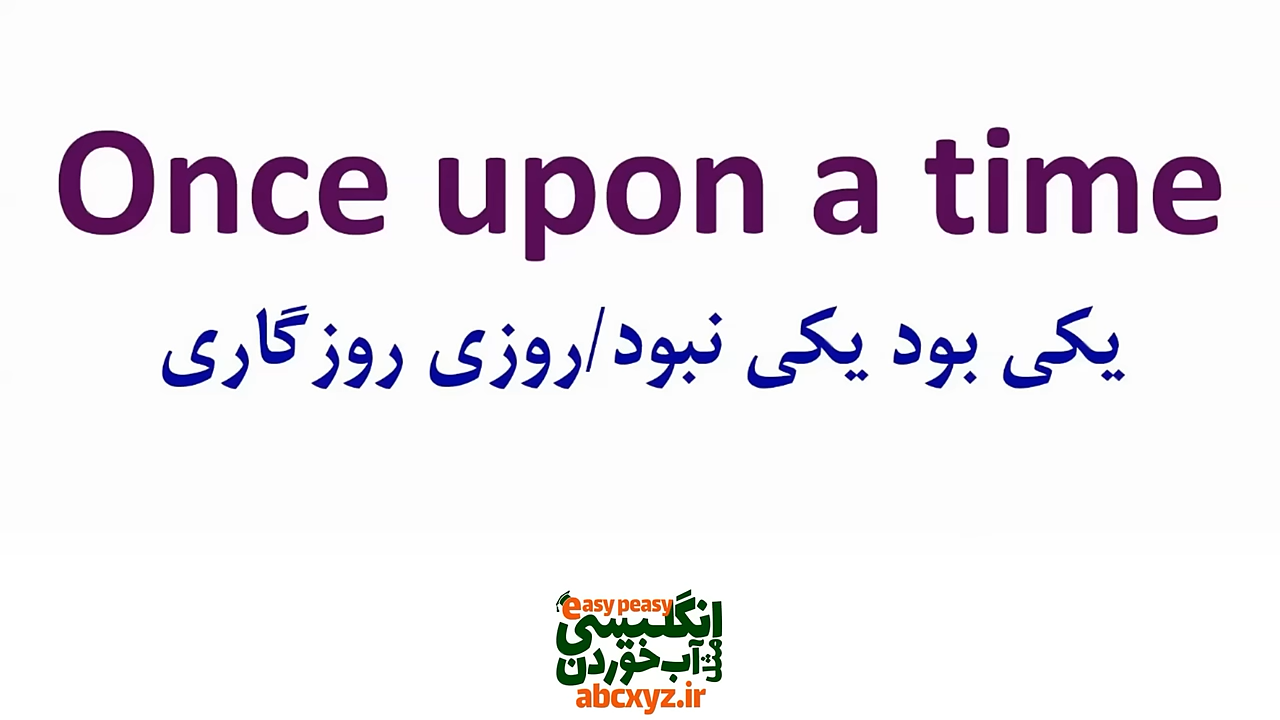 Once upon a time
یکی بود یکی نبود/روزی روزگاری
easy peasy
انگلیسی
مثل آب خوردن
abcxyz.ir